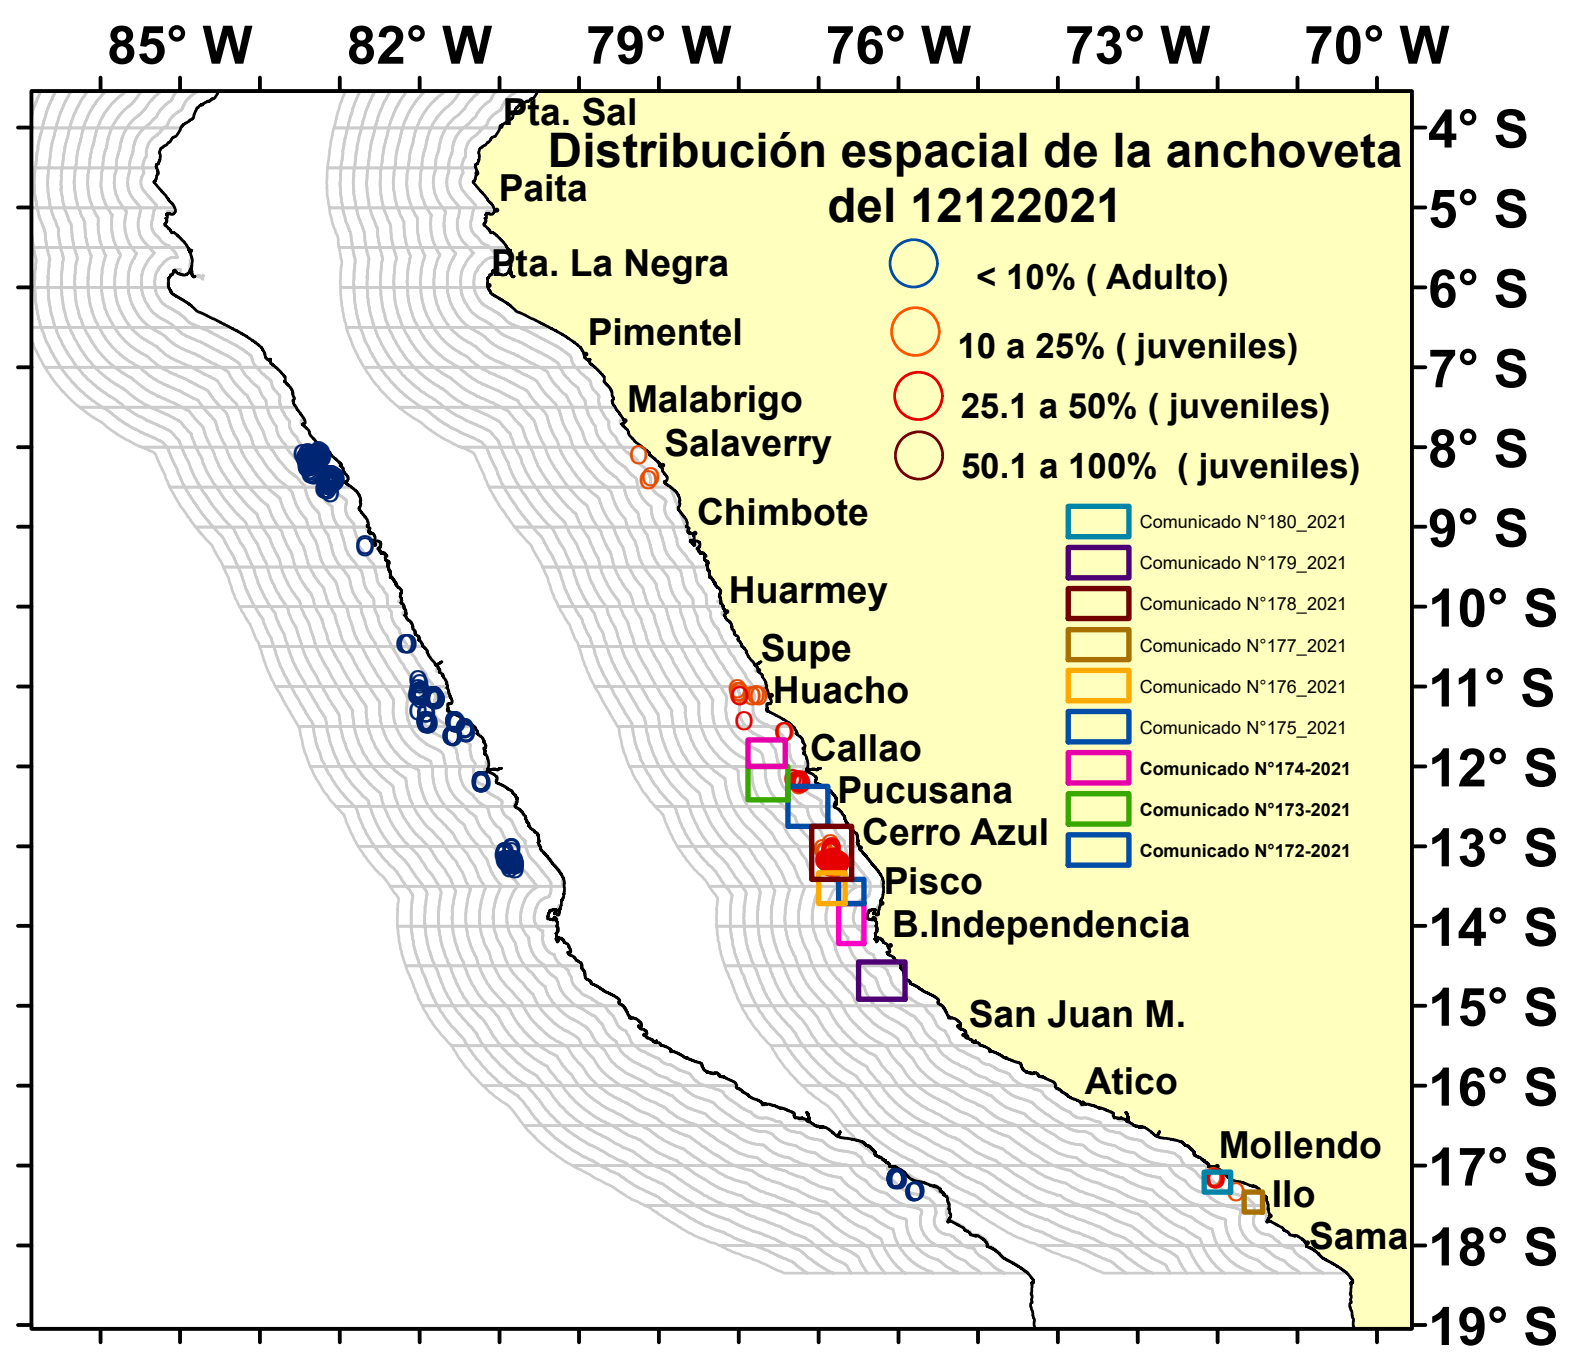 85° W 82° W 79° W 76° W 73° W 70° W
Pta. Sal
4° S
Distribución espacial de la anchoveta
del 12122021
Paita
5° S
Pta. La Negra
< 10% ( Adulto)
6° S
Pimentel
10 a 25% ( juveniles)
7° S
Malabrigo
25.1 a 50% ( juveniles)
Salaverry
8° S
50.1 a 100% ( juveniles)
Chimbote
Comunicado N°180_2021
9° S
Comunicado N°179_2021
Huarmey
Comunicado N°178_2021
10° S
Supe
Comunicado N°177_2021
Huacho
Comunicado N°176_2021
11° S
Comunicado N°175_2021
Callao
Comunicado N°174-2021
12° S
Pucusana
Comunicado N°173-2021
Cerro Azul
Comunicado N°172-2021
13° S
Pisco
B.Independencia
14° S
San Juan M.
15° S
Atico
16° S
Mollendo
17° S
Ilo
Sama
18° S
19° S